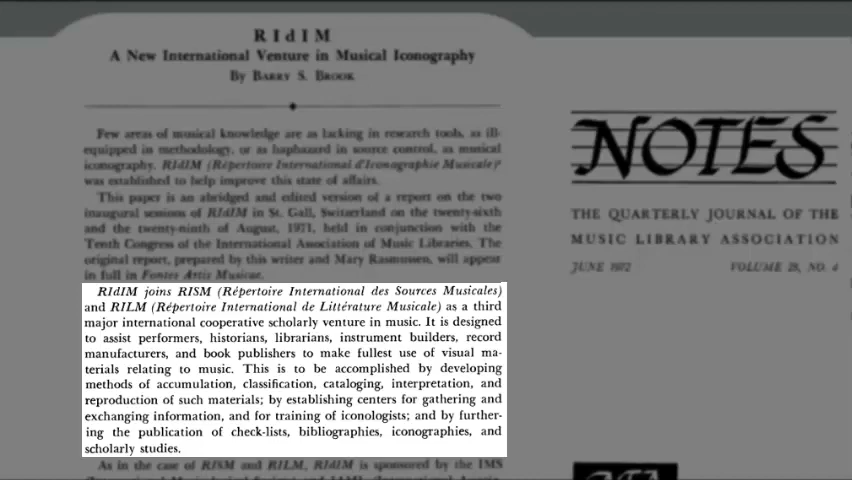 RIdIM
A New International Venture in Musical Iconography
By Barry S. Brook
Few areas of musical knowledge are as lacking in research tools, as ill-
equipped in methodology, or as haphazard in source control, as musical
iconography. RIdIM (Répertoire International d'Iconographie Musicale)
was established to help improve this state of affairs.
This paper is an abridged and edited version of a report on the two
inaugural sessions of RIdIM in St. Gall, Switzerland on the twenty-sixth
and the twenty-ninth of August, 1971, held in conjunction with the
Tenth Congress of the International Association of Music Libraries. The
original report, prepared by this writer and Mary Rasmussen, will appear
in full in Fontes Artis Musicae.
RIdIM joins RISM (Répertoire International des Sources Musicales)
and RILM (Répertoire International de Littérature Musicale) as a third
major international cooperative scholarly venture in music. It is designed
to assist performers, historians, librarians, instrument builders, record
manufacturers, and book publishers to make fullest use of visual ma-
terials relating to music. This is to be accomplished by developing
methods of accumulation, classification, cataloging, interpretation, and
reproduction of such materials; by establishing centers for gathering and
exchanging information, and for training of iconologists; and by further-
ing the publication of check-lists, bibliographies, iconographies, and
scholarly studies.
As in the case of RISM and RILM, RIdIM is sponsored by the IMS
NOTES
THE QUARTERLY JOURNAL OF THE
MUSIC LIBRARY ASSOCIATION
JUNE 1972 VOLUME 28, NO. 4